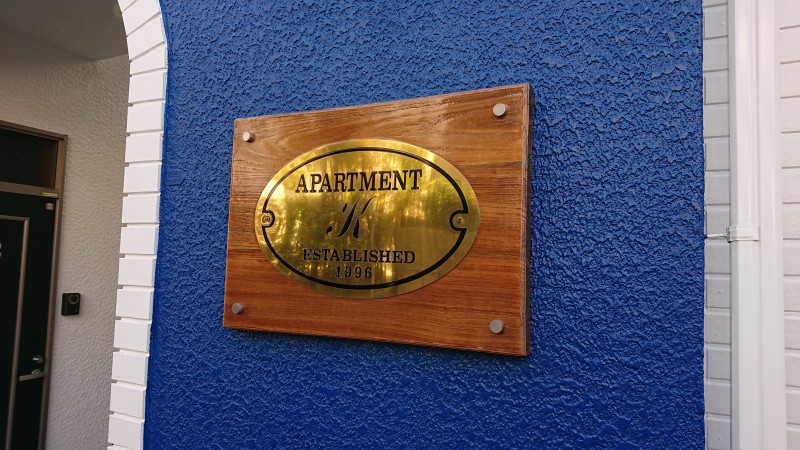 APARTMENT
K
ESTABLISHED
1996